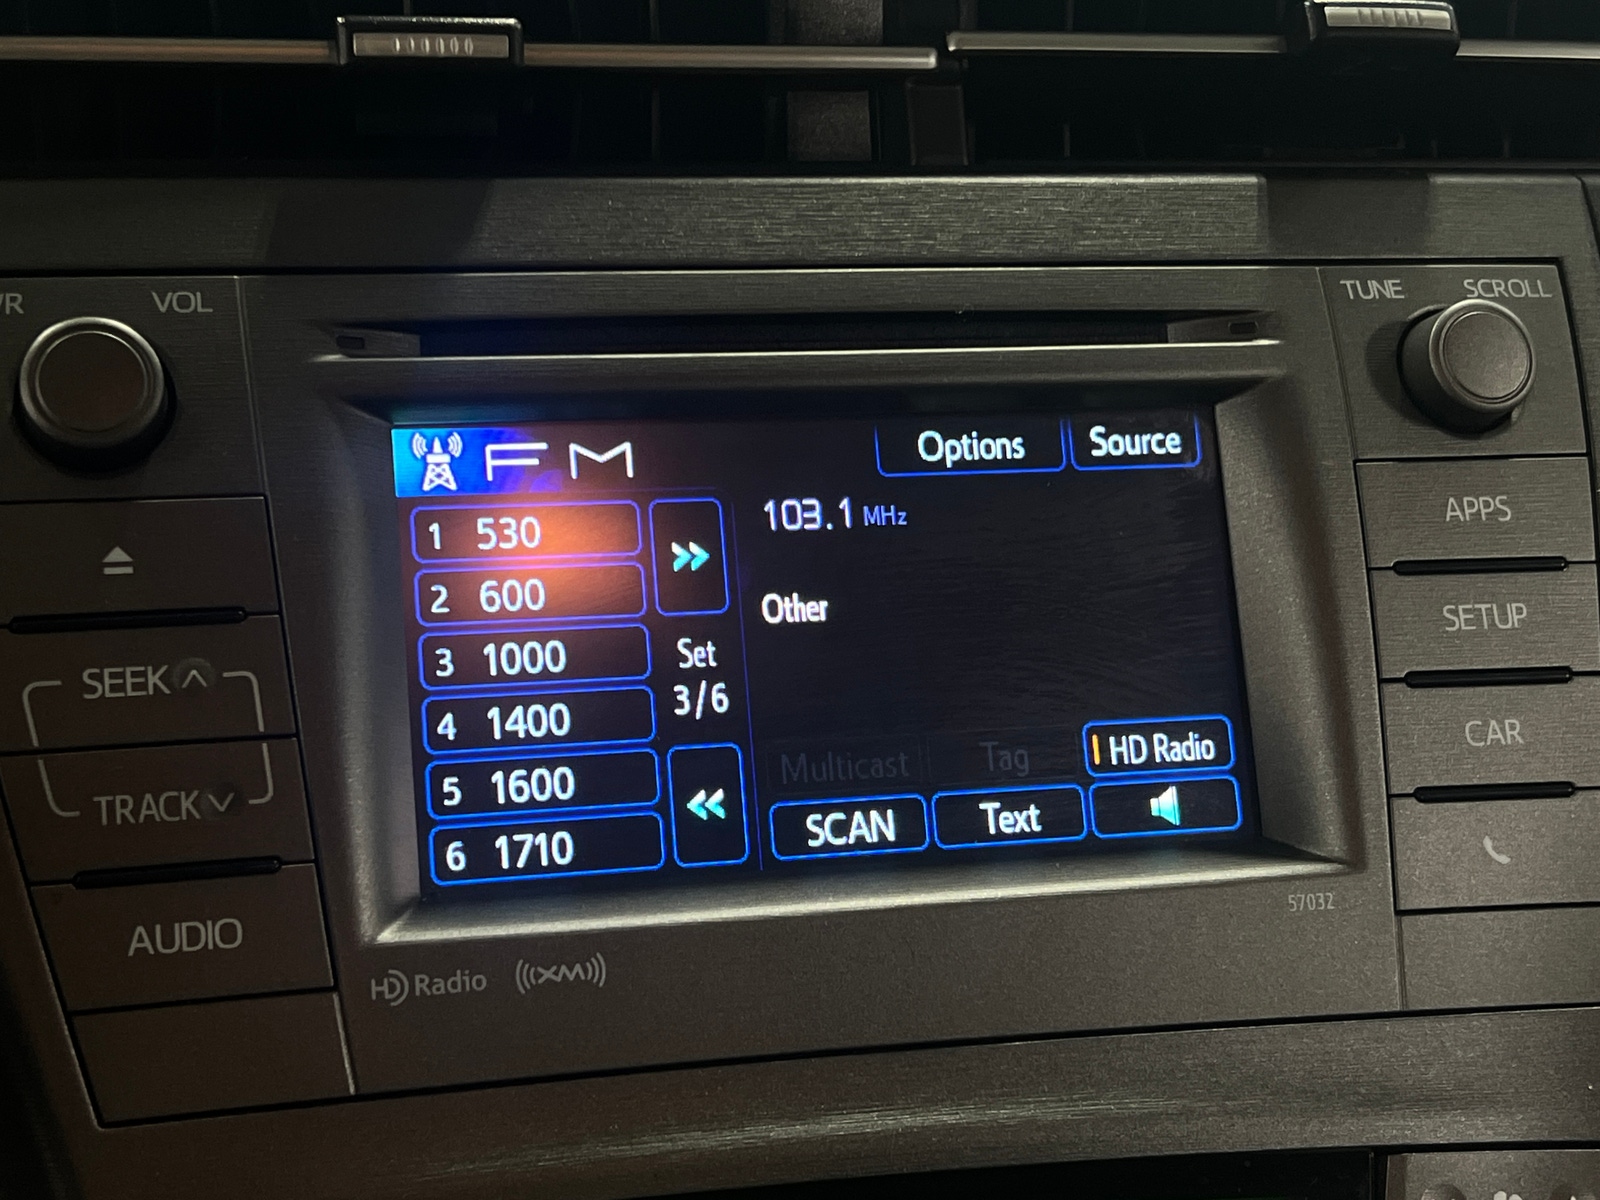 VOL
TUNE SCROLL
FM
Options
Source
1 530
2 600
3 1000
4 1400
5 1600
6 1710
Set
3/6
103.1 MHz
Other
Multicast
Tag
HD Radio
SCAN
Text
SEEK
TRACK
AUDIO
APPS
SETUP
CAR
57032
HD Radio
((XM))